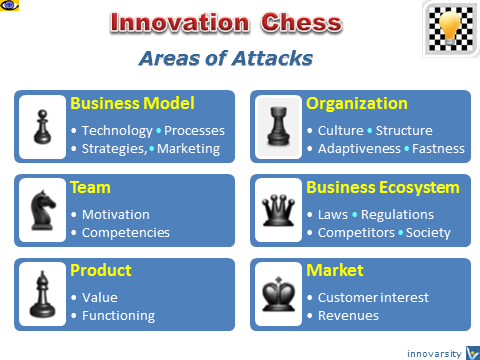 Innovation Chess
Areas of Attacks
Business Model
• Technology • Processes
• Strategies, • Marketing
Organization
• Culture • Structure
• Adaptiveness • Fastness
Team
• Motivation
• Competencies
Business Ecosystem
• Laws • Regulations
• Competitors • Society
Product
• Value
• Functioning
Market
• Customer interest
• Revenues
innovarsity